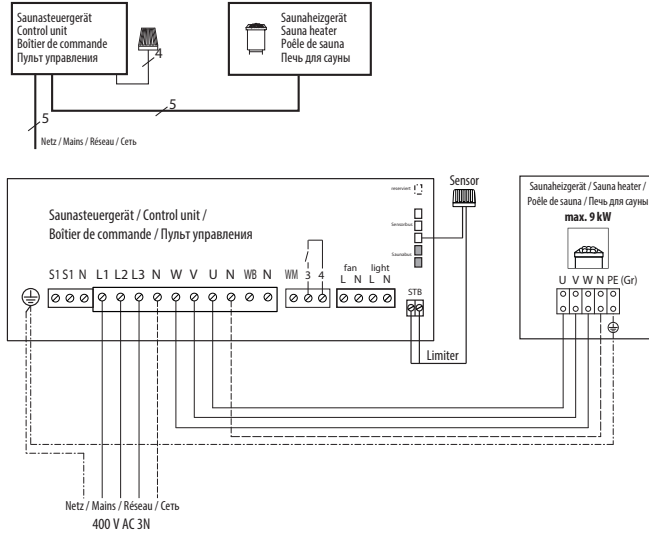 Saunasteuergerät
Control unit
Boîtier de commande
Пульт управления
4
Saunaheizgerät
Sauna heater
Poêle de sauna
Печь для сауны
5
5
Netz / Mains / Réseau / Сеть
reserviert
Sensor
Saunasteuergerät / Control unit /
Boîtier de commande / Пульт управления
Sensorbus
Saunabus
S1 S1 N L1 L2 L3 N W V U N WB N WM 3 4
fan light
L N L N
STB
Limiter
Saunaheizgerät / Sauna heater /
Poêle de sauna / Печь для сауны
max. 9 kW
U V W N PE (Gr)
Netz / Mains / Réseau / Сеть
400 V AC 3N